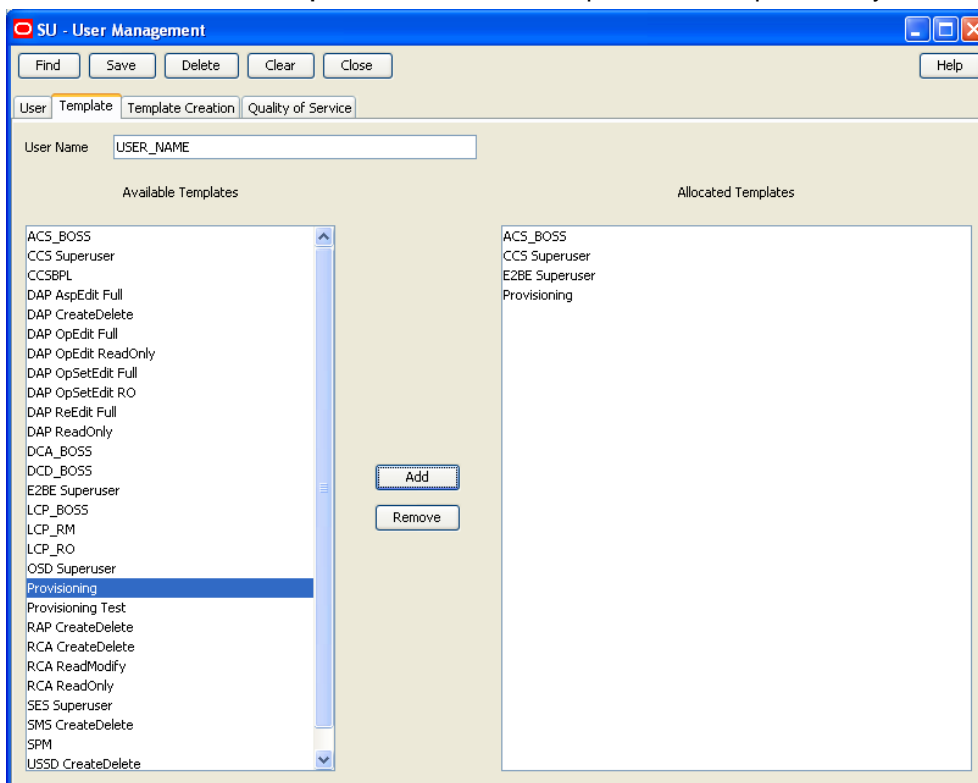 SU - User Management
Find Save Delete Clear Close Help
User Template Template Creation Quality of Service
User Name USER_NAME
Available Templates
Allocated Templates
ACS_BOSS
CCS Superuser
CCSBPL
DAP AspEdit Full
DAP CreateDelete
DAP OpEdit Full
DAP OpEdit ReadOnly
DAP OpSetEdit Full
DAP OpSetEdit RO
DAP ReEdit Full
DAP ReadOnly
DCA_BOSS
DCD_BOSS
E2BE Superuser
LCP_BOSS
LCP_RM
LCP_RO
OSD Superuser
Provisioning
Provisioning Test
RAP CreateDelete
RCA CreateDelete
RCA ReadModify
RCA ReadOnly
SES Superuser
SMS CreateDelete
SPM
USSD CreateDelete
Add
Remove
ACS_BOSS
CCS Superuser
E2BE Superuser
Provisioning